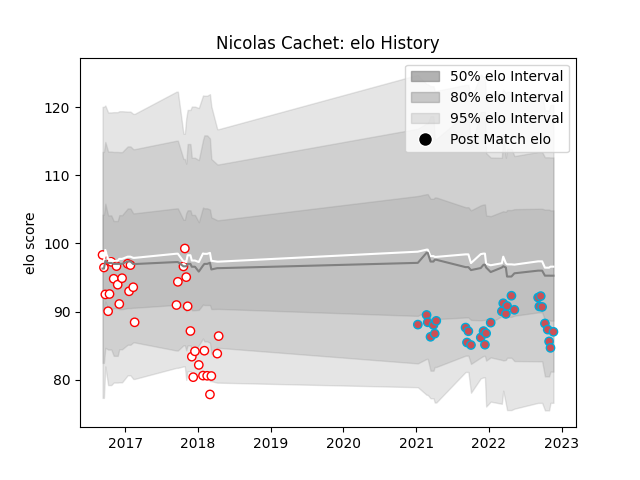 Nicolas Cachet: elo History
50% elo Interval
80% elo Interval
95% elo Interval
Post Match elo
elo score
120
110
100
90
80
2017
2018
2019
2020
2021
2022
2023